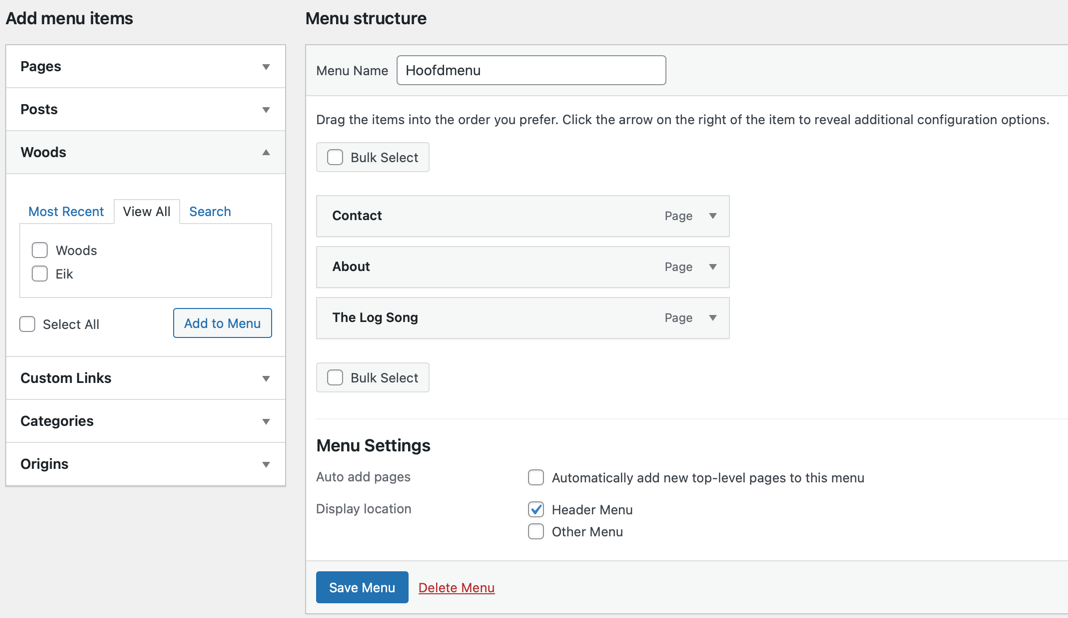 Add menu items
Pages
Posts
Woods
Most Recent View All Search
Woods
Eik
Select All Add to Menu
Custom Links
Categories
Origins
Menu structure
Menu Name Hoofdmenu
Drag the items into the order you prefer. Click the arrow on the right of the item to reveal additional configuration options.
Bulk Select
Contact Page
About Page
The Log Song Page
Bulk Select
Menu Settings
Auto add pages Automatically add new top-level pages to this menu
Display location Header Menu
Other Menu
Save Menu Delete Menu